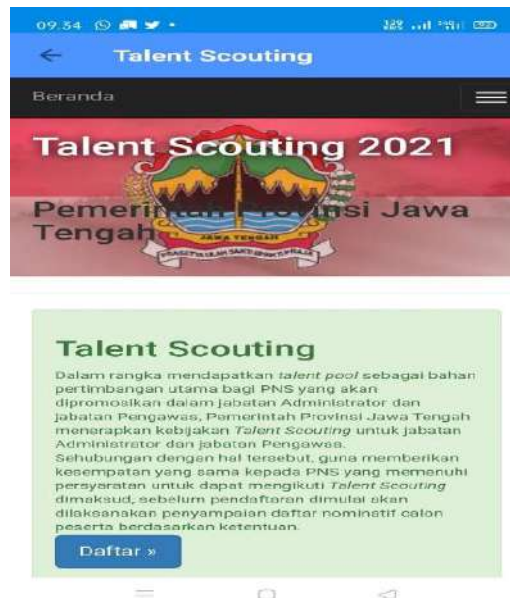 09.34
Talent Scouting
Beranda
Talent Scouting 2021
Pemerintah Provinsi Jawa
Tengah
JAWA TENGAH
Talent Scouting
Dalam rangka mendapatkan talent pool sebagai bahan
pertimbangan utama bagi PNS yang akan
dipromosikan dalam jabatan Administrator dan
jabatan Pengawas, Pemerintah Provinsi Jawa Tengah
menerapkan kebijakan Talent Scouting untuk jabatan
Administrator dan jabatan Pengawas.
Sehubungan dengan hal tersebut, guna memberikan
kesempatan yang sama kepada PNS yang memenuhi
persyaratan untuk dapat mengikuti Talent Scouting
dimaksud, sebelum pendaftaran dimulai akan
dilaksanakan penyampaian daftar nominatif calon
peserta berdasarkan ketentuan.
Daftar »